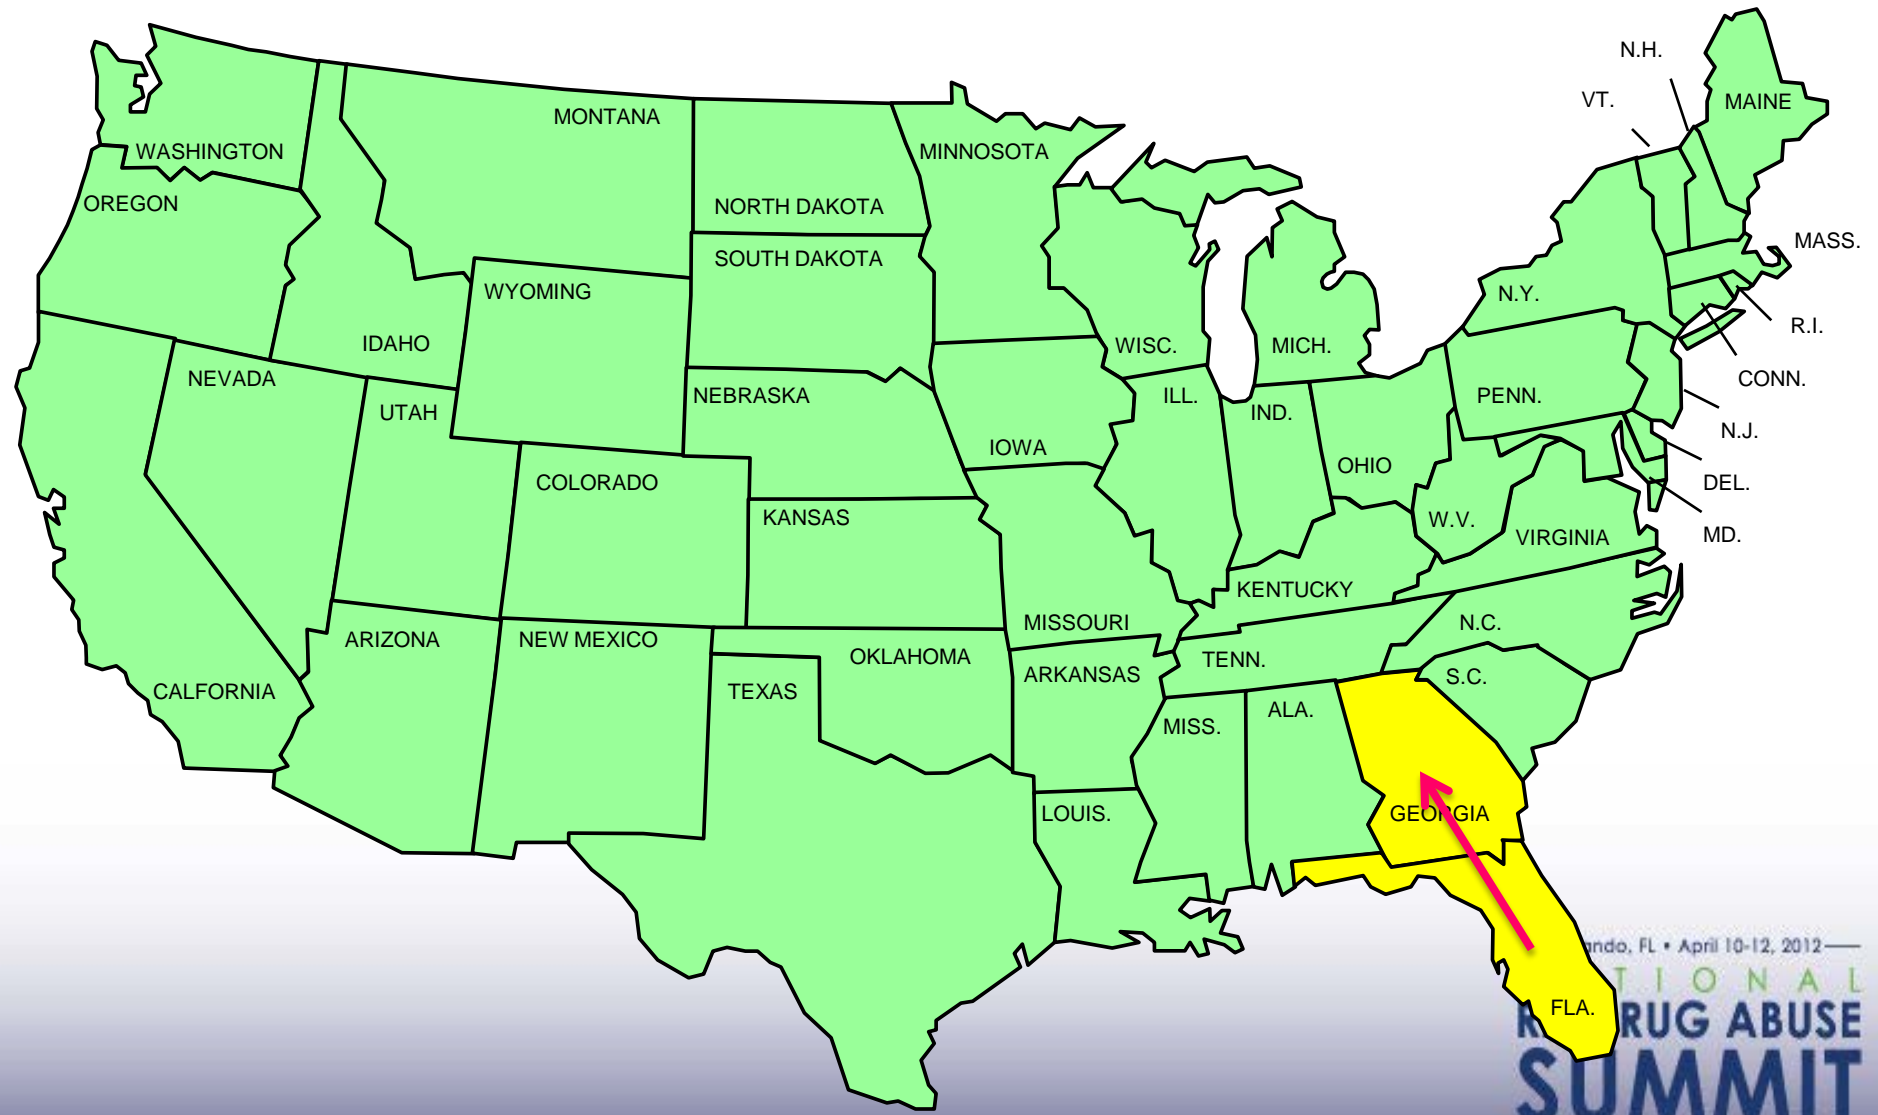 N.H.
VT.
MAINE
MONTANA
WASHINGTON
MINNOSOTA
OREGON
NORTH DAKOTA
MASS.
SOUTH DAKOTA
WYOMING
N.Y.
R.I.
IDAHO
WISC.
MICH.
NEVADA
CONN.
UTAH
NEBRASKA
ILL.
IND.
PENN.
N.J.
IOWA
OHIO
COLORADO
DEL.
KANSAS
W.V.
VIRGINIA
MD.
KENTUCKY
MISSOURI
N.C.
ARIZONA
NEW MEXICO
OKLAHOMA
TENN.
ARKANSAS
S.C.
CALFORNIA
TEXAS
MISS.
ALA.
LOUIS.
GEORGIA
FL • April 10-12, 2012
FLA.
ABUSE
SUMMIT